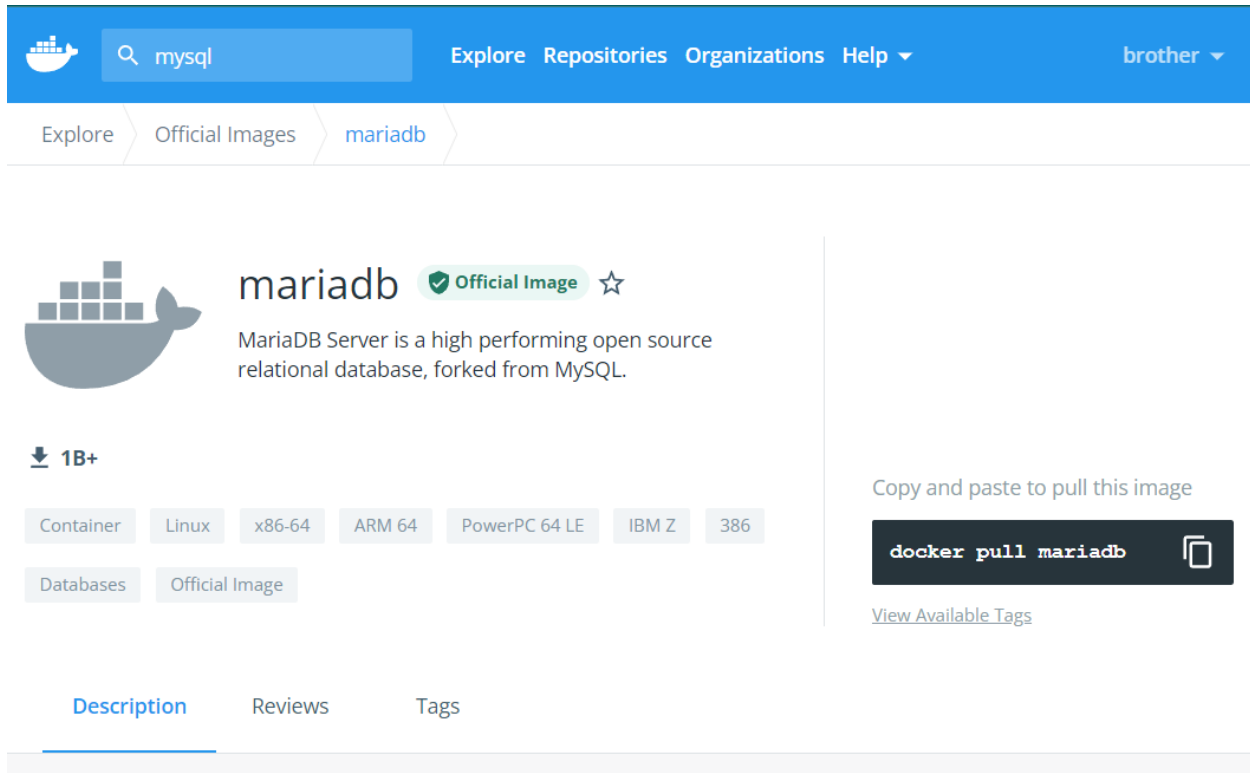 mysql
Explore Repositories Organizations Help
brother
Explore
Official Images
mariadb
mariadb
Official Image
MariaDB Server is a high performing open source
relational database, forked from MySQL.
1B+
Container
Linux
x86-64
ARM 64
PowerPC 64 LE
IBM Z
386
Databases
Official Image
Copy and paste to pull this image
docker pull mariadb
View Available Tags
Description
Reviews
Tags